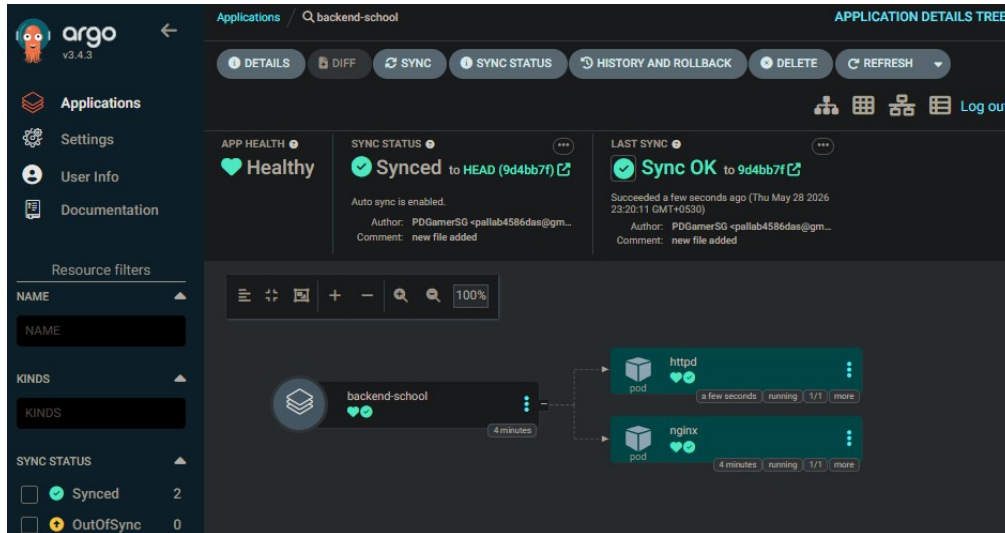 argo
v3.4.3
Applications
Settings
User Info
Documentation
Resource filters
NAME
NAME
KINDS
KINDS
SYNC STATUS
Synced 2
OutOfSync 0
Applications / backend-school
APPLICATION DETAILS TREE
DETAILS DIFF SYNC SYNC STATUS HISTORY AND ROLLBACK DELETE REFRESH
Log out
APP HEALTH
Healthy
SYNC STATUS
Synced to HEAD (9d4bb7f)
Auto sync is enabled.
Author: PDGamerSG <pallab4586das@gm...
Comment: new file added
LAST SYNC
Sync OK to 9d4bb7f
Succeeded a few seconds ago (Thu May 28 2026
23:20:11 GMT+0530)
Author: PDGamerSG <pallab4586das@gm...
Comment: new file added
100%
backend-school
4 minutes
httpd
pod
a few seconds running 1/1 more
nginx
pod
4 minutes running 1/1 more